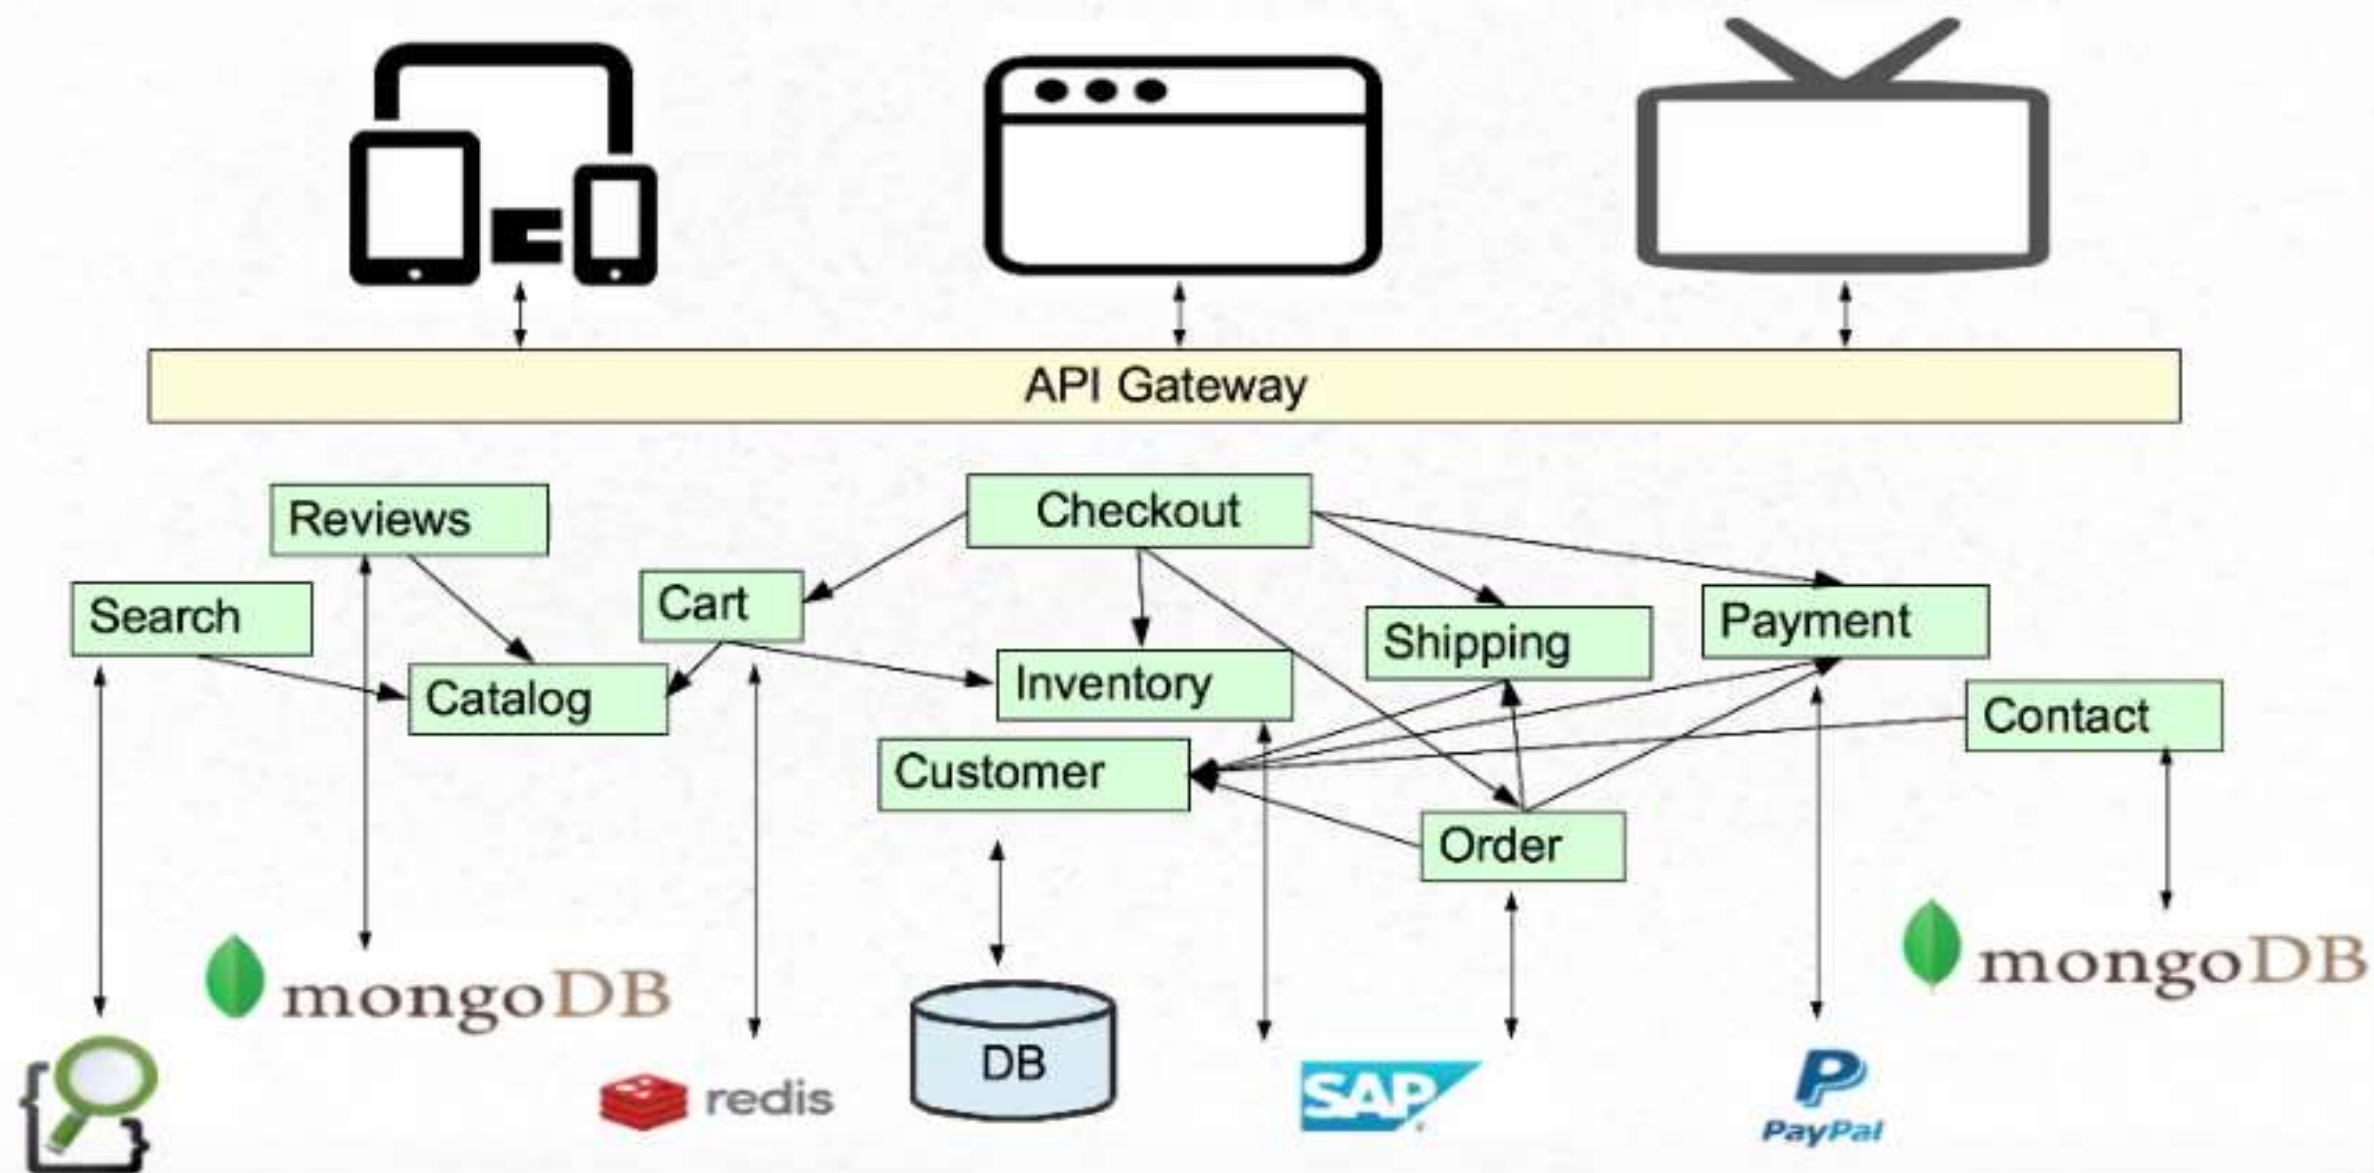 API Gateway
Reviews
Checkout
Search
Cart
Shipping
Payment
Catalog
Inventory
Contact
Customer
Order
mongoDB
mongoDB
redis
DB
SAP
PayPal